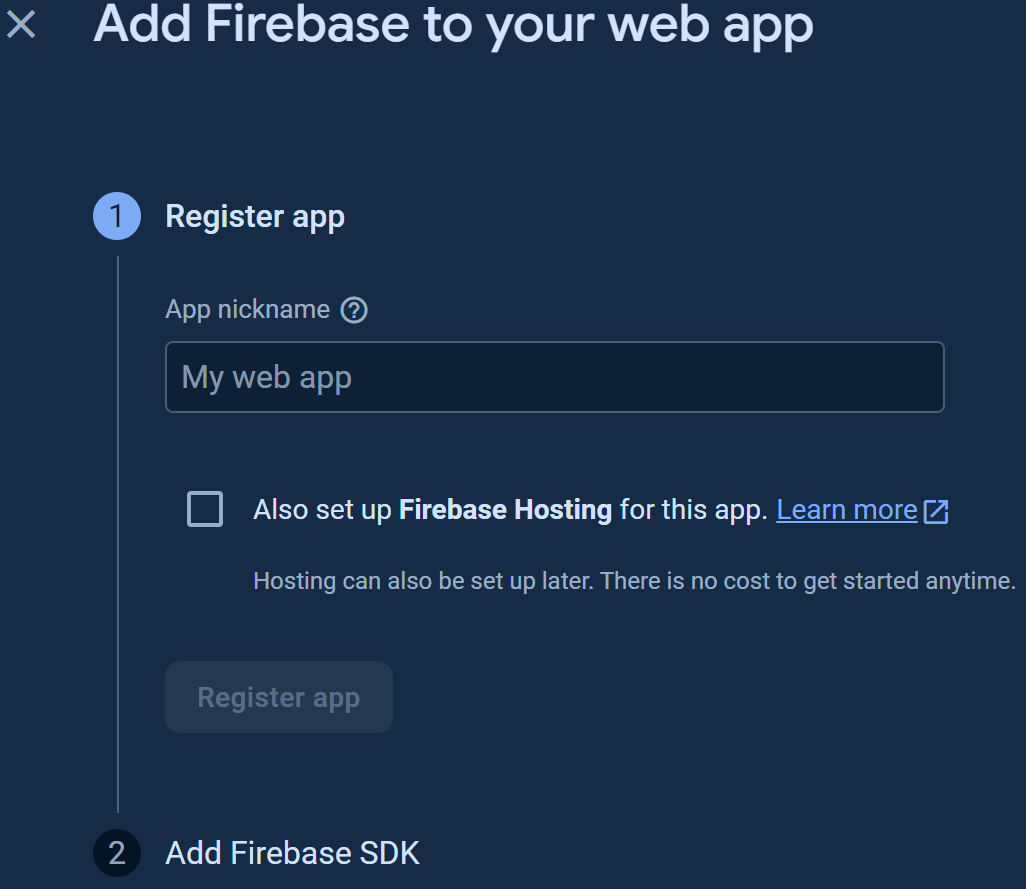 Add Firebase to your web app
1 Register app
App nickname
My web app
Also set up Firebase Hosting for this app. Learn more
Hosting can also be set up later. There is no cost to get started anytime.
Register app
2 Add Firebase SDK